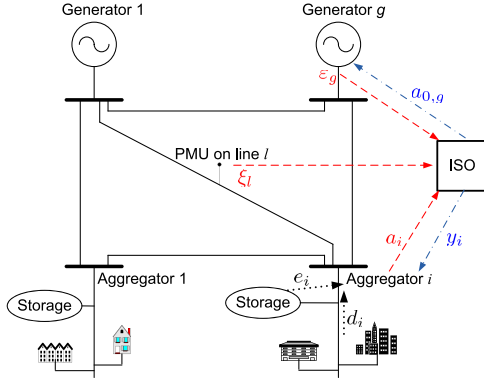 Generator 1
Generator g
ε_g
a_{0,g}
PMU on line l
ξ_l
ISO
a_i
y_i
Aggregator 1
Aggregator i
e_i
Storage
Storage
d_i